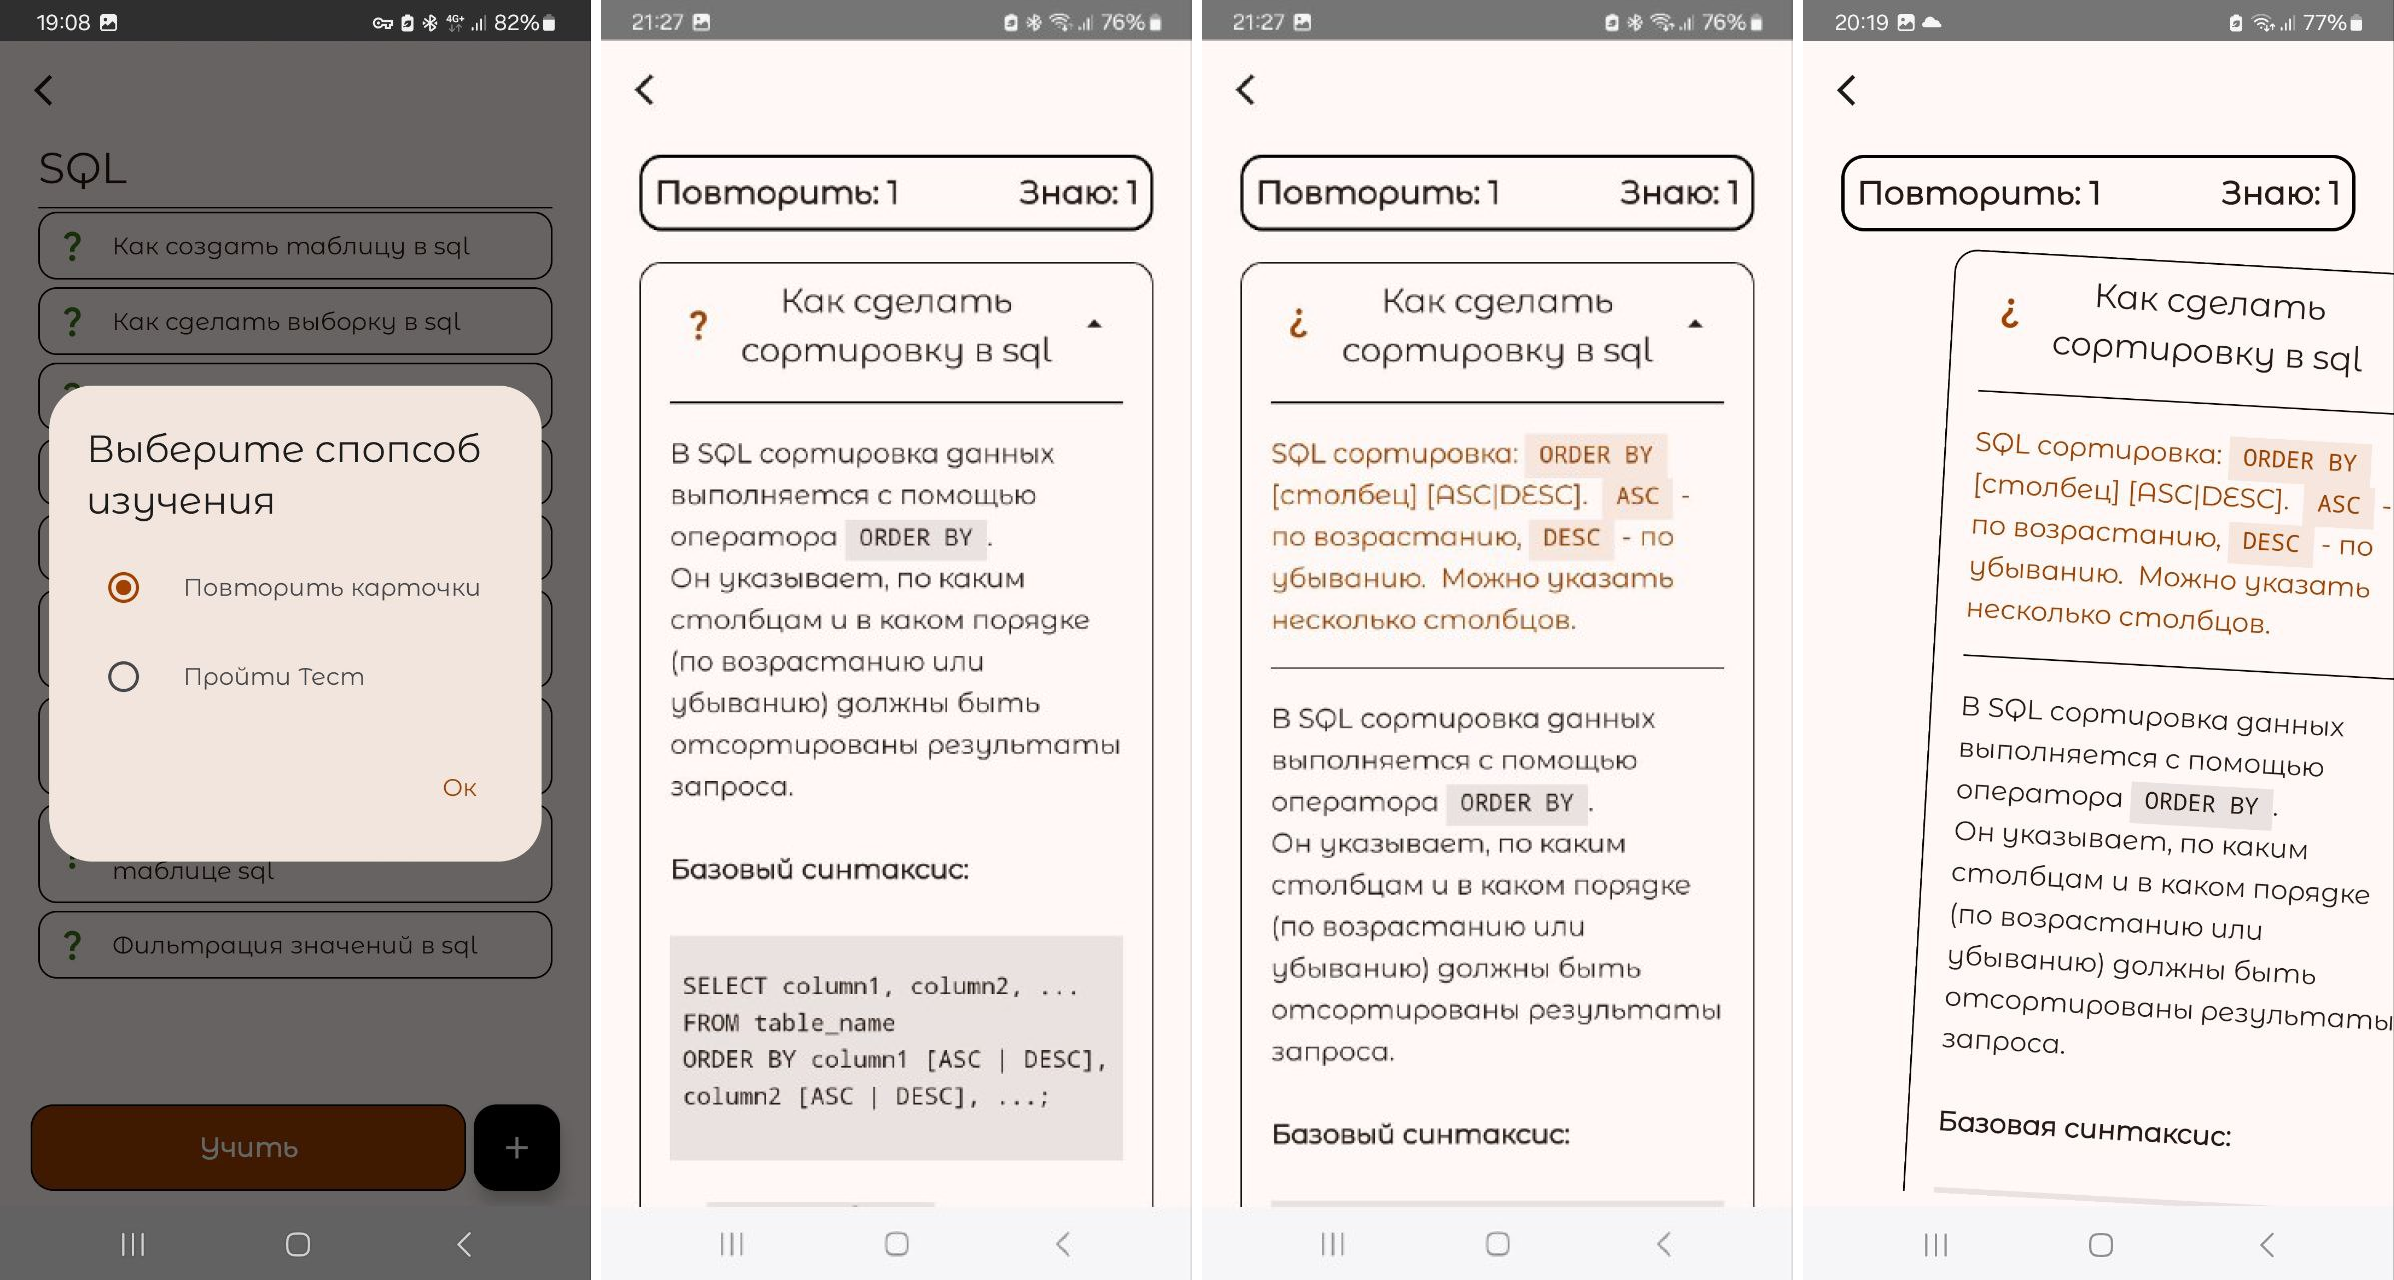 19:08
4G+
82%
SQL
? Как создать таблицу в sql
? Как сделать выборку в sql
Выберите спопсоб
изучения
Повторить карточки
Пройти Тест
Ок
таблице sql
? Фильтрация значений в sql
Учить
+
21:27
76%
Повторить: 1 Знаю: 1
? Как сделать
сортировку в sql
В SQL сортировка данных
выполняется с помощью
оператора ORDER BY .
Он указывает, по каким
столбцам и в каком порядке
(по возрастанию или
убыванию) должны быть
отсортированы результаты
запроса.
Базовый синтаксис:
SELECT column1, column2, ...
FROM table_name
ORDER BY column1 [ASC | DESC],
column2 [ASC | DESC], ...;
21:27
76%
Повторить: 1 Знаю: 1
¿ Как сделать
сортировку в sql
SQL сортировка: ORDER BY
[столбец] [ASC|DESC]. ASC -
по возрастанию, DESC - по
убыванию. Можно указать
несколько столбцов.
В SQL сортировка данных
выполняется с помощью
оператора ORDER BY .
Он указывает, по каким
столбцам и в каком порядке
(по возрастанию или
убыванию) должны быть
отсортированы результаты
запроса.
Базовый синтаксис:
20:19
77%
Повторить: 1 Знаю: 1
¿ Как сделать
сортировку в sql
SQL сортировка: ORDER BY
[столбец] [ASC|DESC]. ASC -
по возрастанию, DESC - по
убыванию. Можно указать
несколько столбцов.
В SQL сортировка данных
выполняется с помощью
оператора ORDER BY .
Он указывает, по каким
столбцам и в каком порядке
(по возрастанию или
убыванию) должны быть
отсортированы результаты
запроса.
Базовая синтаксис: